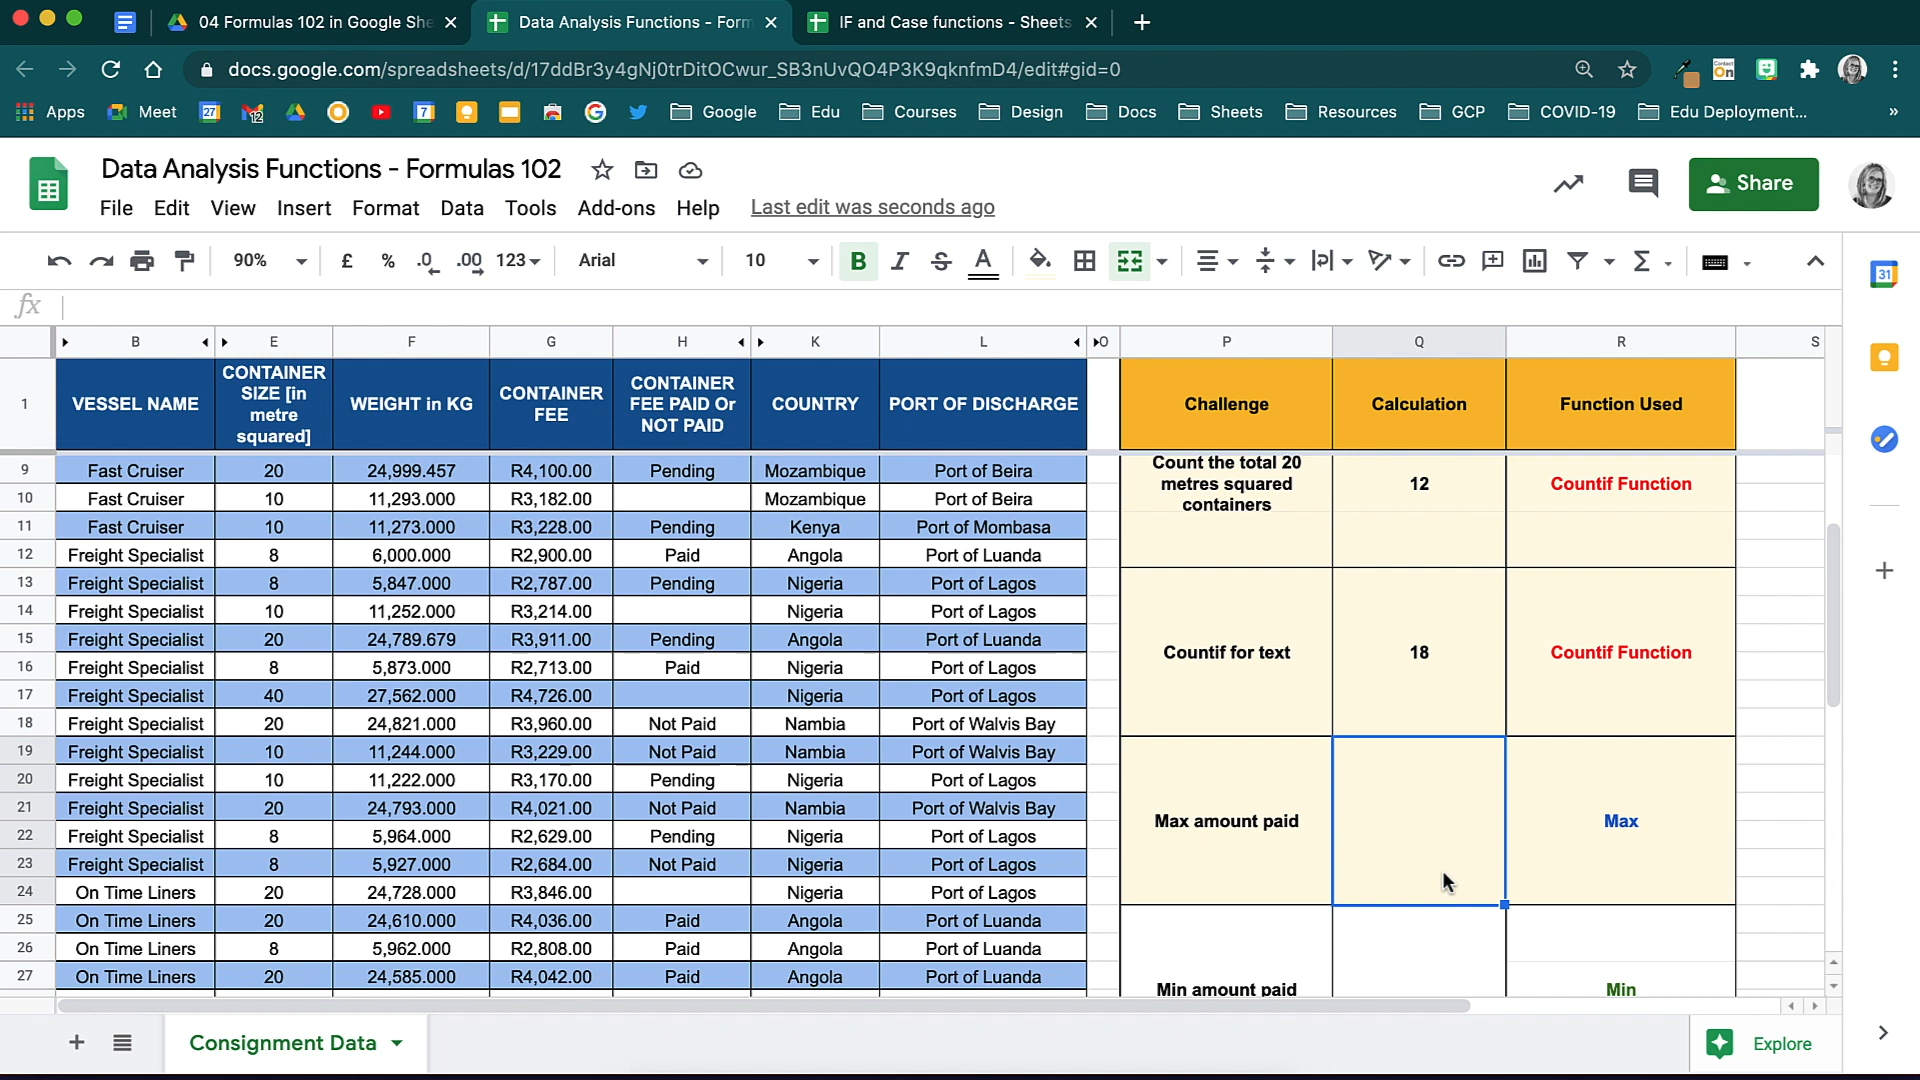 04 Formulas 102 in Google She
Data Analysis Functions - Form
IF and Case functions - Sheets
docs.google.com/spreadsheets/d/17ddBr3y4gNj0trDitOCwur_SB3nUvQO4P3K9qknfmD4/edit#gid=0
Apps Meet Google Edu Courses Design Docs Sheets Resources GCP COVID-19 Edu Deployment... »
Data Analysis Functions - Formulas 102
Share
File Edit View Insert Format Data Tools Add-ons Help Last edit was seconds ago
90% £ % .0 .00 123 Arial 10 B I S A Σ
31
fx
B E F G H K L O P Q R S
1
VESSEL NAME
CONTAINER
SIZE [in
metre
squared]
WEIGHT in KG
CONTAINER
FEE
CONTAINER
FEE PAID Or
NOT PAID
COUNTRY
PORT OF DISCHARGE
Challenge
Calculation
Function Used
9 Fast Cruiser 20 24,999.457 R4,100.00 Pending Mozambique Port of Beira
10 Fast Cruiser 10 11,293.000 R3,182.00 Mozambique Port of Beira
11 Fast Cruiser 10 11,273.000 R3,228.00 Pending Kenya Port of Mombasa
12 Freight Specialist 8 6,000.000 R2,900.00 Paid Angola Port of Luanda
13 Freight Specialist 8 5,847.000 R2,787.00 Pending Nigeria Port of Lagos
14 Freight Specialist 10 11,252.000 R3,214.00 Nigeria Port of Lagos
15 Freight Specialist 20 24,789.679 R3,911.00 Pending Angola Port of Luanda
16 Freight Specialist 8 5,873.000 R2,713.00 Paid Nigeria Port of Lagos
17 Freight Specialist 40 27,562.000 R4,726.00 Nigeria Port of Lagos
18 Freight Specialist 20 24,821.000 R3,960.00 Not Paid Nambia Port of Walvis Bay
19 Freight Specialist 10 11,244.000 R3,229.00 Not Paid Nambia Port of Walvis Bay
20 Freight Specialist 10 11,222.000 R3,170.00 Pending Nigeria Port of Lagos
21 Freight Specialist 20 24,793.000 R4,021.00 Not Paid Nambia Port of Walvis Bay
22 Freight Specialist 8 5,964.000 R2,629.00 Pending Nigeria Port of Lagos
23 Freight Specialist 8 5,927.000 R2,684.00 Not Paid Nigeria Port of Lagos
24 On Time Liners 20 24,728.000 R3,846.00 Nigeria Port of Lagos
25 On Time Liners 20 24,610.000 R4,036.00 Paid Angola Port of Luanda
26 On Time Liners 8 5,962.000 R2,808.00 Paid Angola Port of Luanda
27 On Time Liners 20 24,585.000 R4,042.00 Paid Angola Port of Luanda
Count the total 20
metres squared
containers
12
Countif Function
Countif for text 18 Countif Function
Max amount paid Max
Min amount paid Min
Consignment Data
Explore